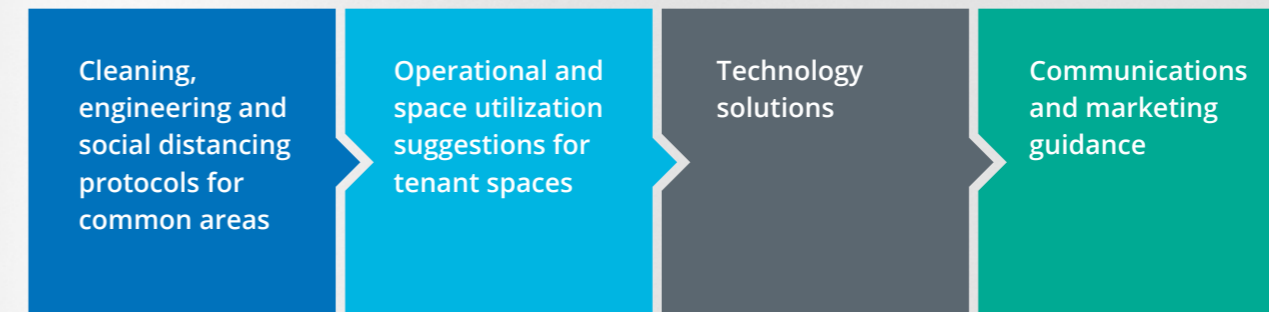 Cleaning,
engineering and
social distancing
protocols for
common areas
Operational and
space utilization
suggestions for
tenant spaces
Technology
solutions
Communications
and marketing
guidance